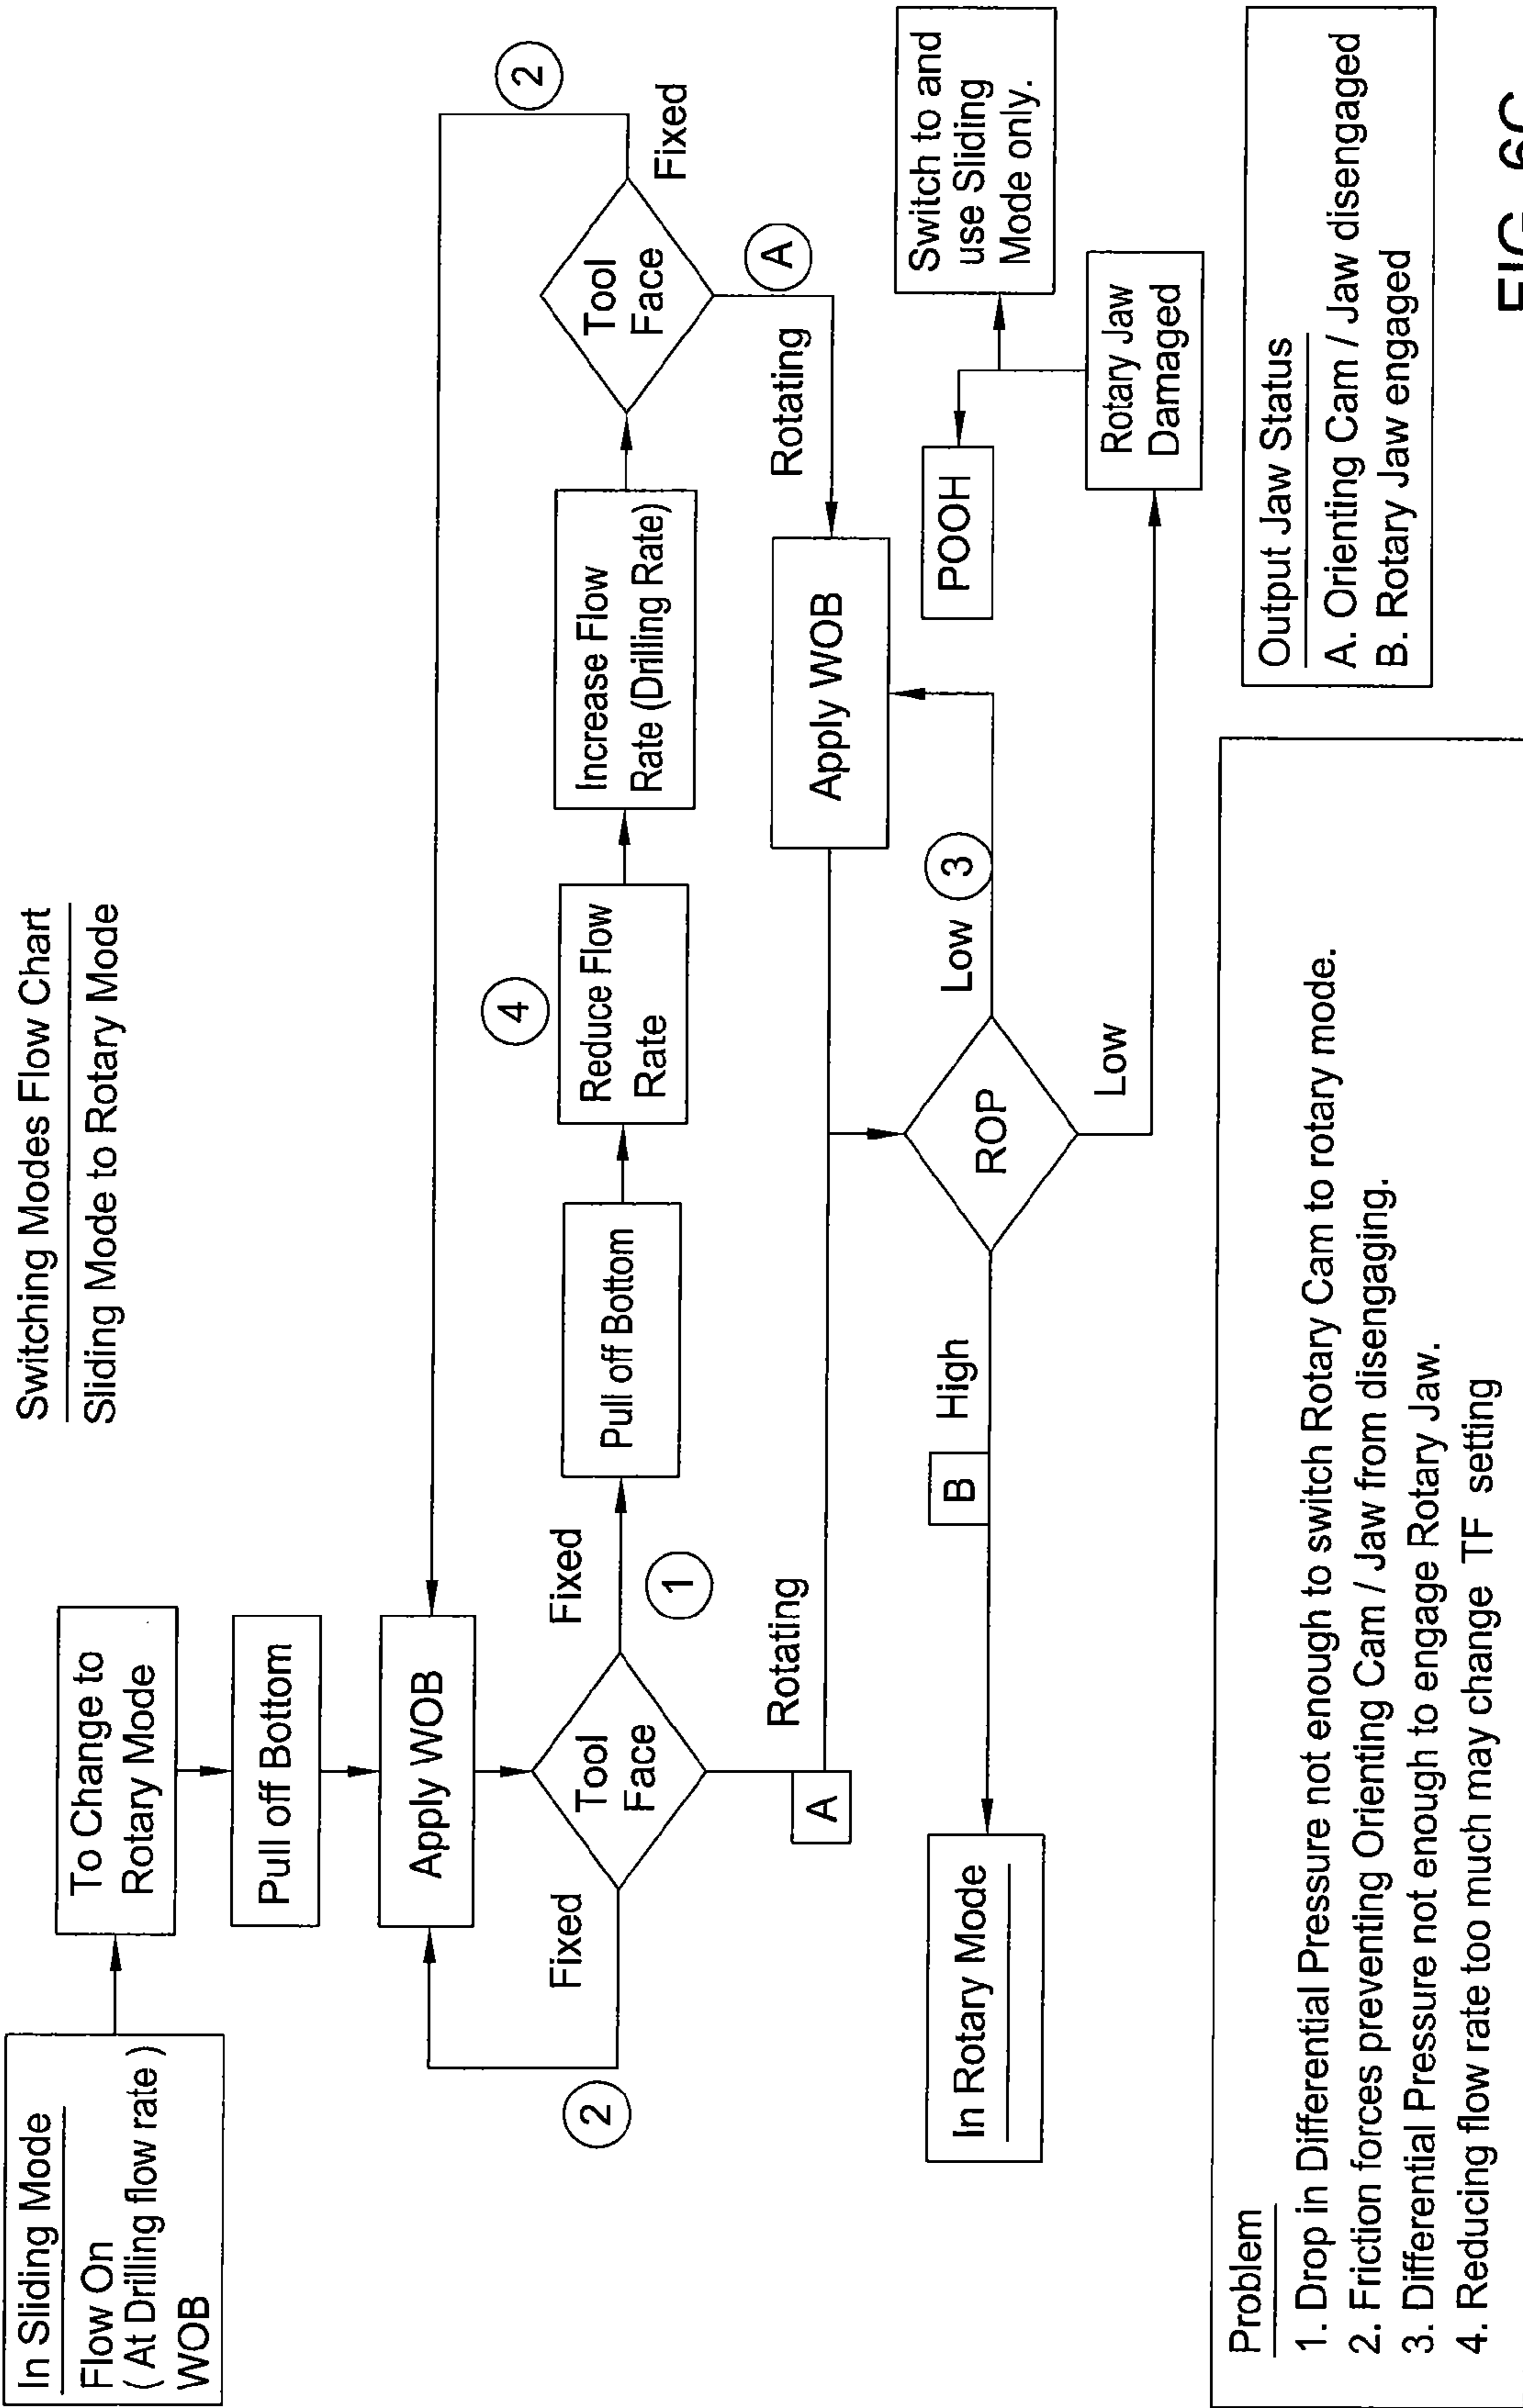 Switching Modes Flow Chart
Sliding Mode to Rotary Mode
In Sliding Mode
Flow On
( At Drilling flow rate )
WOB
To Change to
Rotary Mode
Pull off Bottom
Apply WOB
Tool
Face
Fixed
2
Fixed
1
Pull off Bottom
4
Reduce Flow
Rate
Increase Flow
Rate (Drilling Rate)
Tool
Face
Fixed
2
A
Rotating
Rotating
A
Apply WOB
ROP
Low
3
Low
High
B
In Rotary Mode
Rotary Jaw
Damaged
POOH
Switch to and
use Sliding
Mode only.
Problem
1. Drop in Differential Pressure not enough to switch Rotary Cam to rotary mode.
2. Friction forces preventing Orienting Cam / Jaw from disengaging.
3. Differential Pressure not enough to engage Rotary Jaw.
4. Reducing flow rate too much may change TF setting
Output Jaw Status
A. Orienting Cam / Jaw disengaged
B. Rotary Jaw engaged